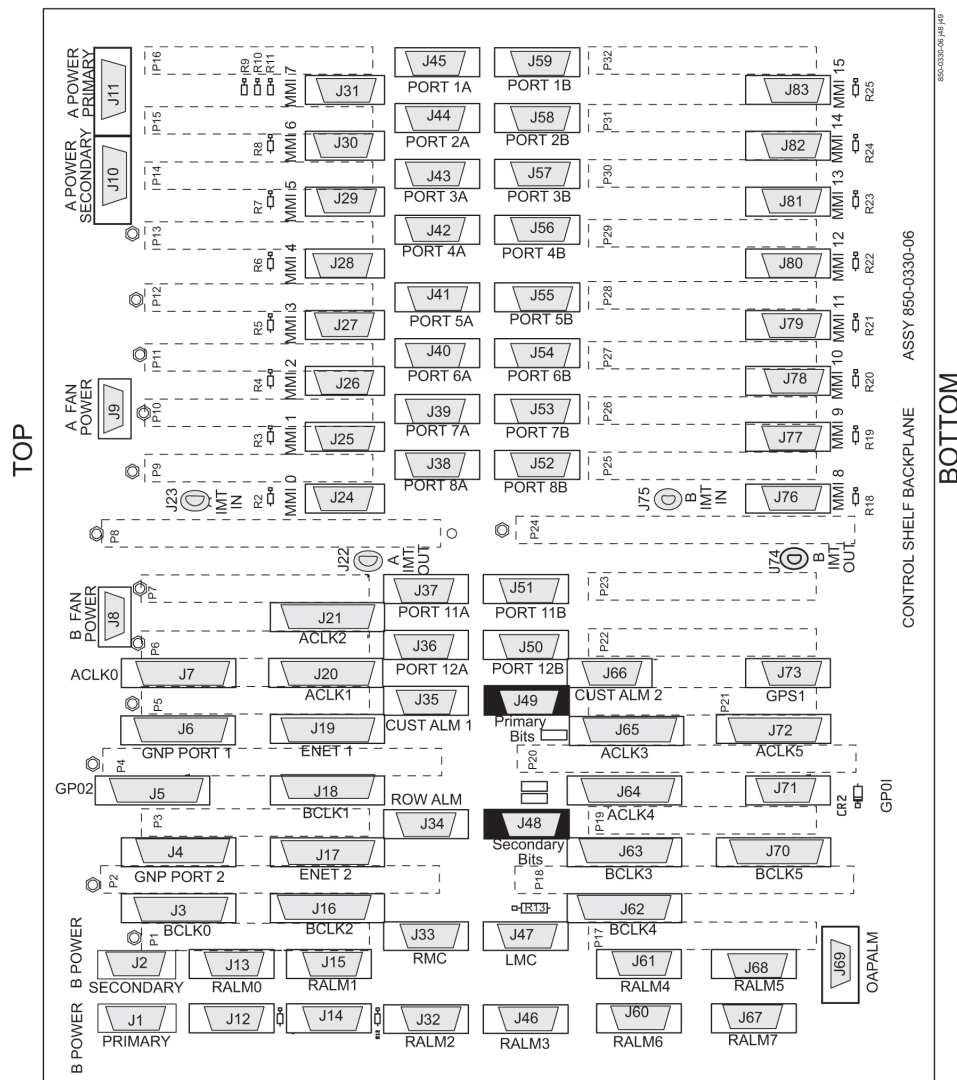 850-0330-06 j48 j49
TOP
BOTTOM
CONTROL SHELF BACKPLANE ASSY 850-0330-06
A POWER PRIMARY
J11
P16
R9
R10
R11
MMI 7
J31
J45
PORT 1A
J59
PORT 1B
P32
J83
MMI 15
R25
P15
R8
MMI 6
J30
J44
PORT 2A
J58
PORT 2B
P31
J82
MMI 14
R24
A POWER SECONDARY
J10
P14
R7
MMI 5
J29
J43
PORT 3A
J57
PORT 3B
P30
J81
MMI 13
R23
P13
R6
MMI 4
J28
J42
PORT 4A
J56
PORT 4B
P29
J80
MMI 12
R22
P12
R5
MMI 3
J27
J41
PORT 5A
J55
PORT 5B
P28
J79
MMI 11
R21
P11
R4
MMI 2
J26
J40
PORT 6A
J54
PORT 6B
P27
J78
MMI 10
R20
A FAN POWER
J9
P10
R3
MMI 1
J25
J39
PORT 7A
J53
PORT 7B
P26
J77
MMI 9
R19
P9
J23
A IMT IN
R2
MMI 0
J24
J38
PORT 8A
J52
PORT 8B
P25
J75
B IMT IN
J76
MMI 8
R18
P8
J22
A IMT OUT
P24
J74
B IMT OUT
B FAN POWER
J8
P7
J21
ACLK2
J37
PORT 11A
J51
PORT 11B
P23
P6
ACLK0
J7
J20
ACLK1
J36
PORT 12A
J50
PORT 12B
P22
J66
CUST ALM 2
J73
GPS1
P5
J6
GNP PORT 1
J19
ENET 1
J35
CUST ALM 1
J49
Primary Bits
J65
ACLK3
P21
J72
ACLK5
P4
GP02
J5
J18
BCLK1
P20
J64
ACLK4
J71
CR2
GP0I
P3
J4
GNP PORT 2
J17
ENET 2
ROW ALM
J34
J48
Secondary Bits
P19
J63
BCLK3
J70
BCLK5
P2
J3
BCLK0
J16
BCLK2
P18
R13
J62
BCLK4
B POWER
P1
J2
SECONDARY
J13
RALM0
J15
RALM1
J33
RMC
J47
LMC
P17
J61
RALM4
J68
RALM5
J69
OAPALM
B POWER
J1
PRIMARY
J12
J14
J32
RALM2
J46
RALM3
J60
RALM6
J67
RALM7